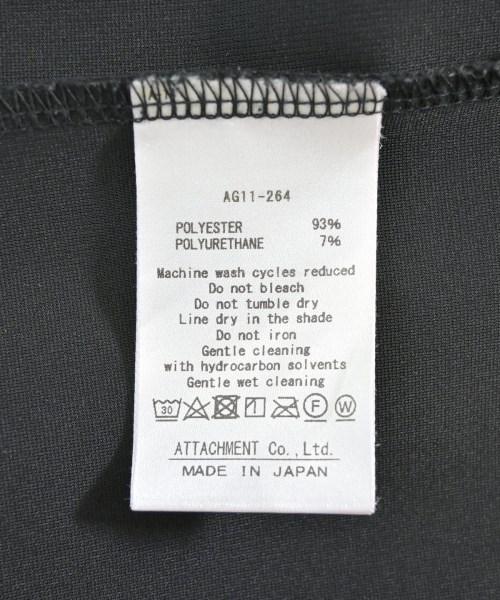 AG11-264
POLYESTER 93%
POLYURETHANE 7%
Machine wash cycles reduced
Do not bleach
Do not tumble dry
Line dry in the shade
Do not iron
Gentle cleaning
with hydrocarbon solvents
Gentle wet cleaning
30 F W
ATTACHMENT Co.,Ltd.
MADE IN JAPAN